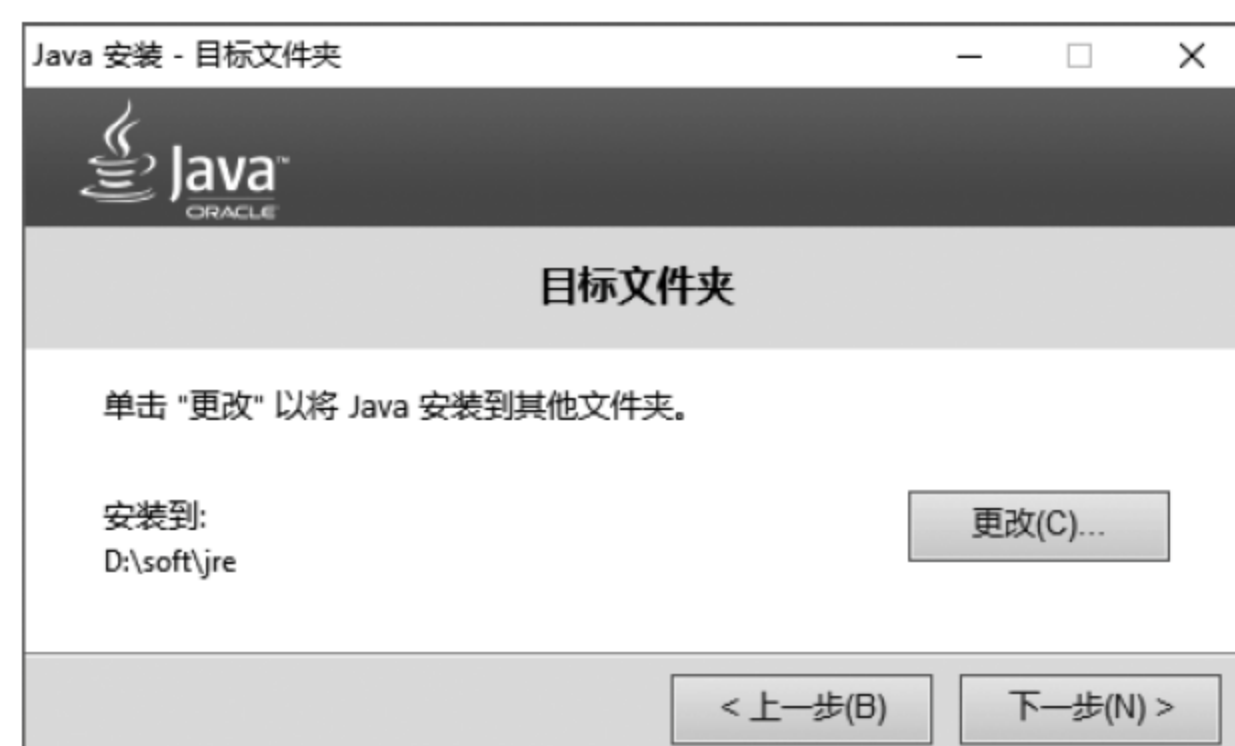 Java 安装 - 目标文件夹
Java™
ORACLE
目标文件夹
单击 "更改" 以将 Java 安装到其他文件夹。
安装到:
更改(C)...
D:\soft\jre
< 上一步(B)
下一步(N) >